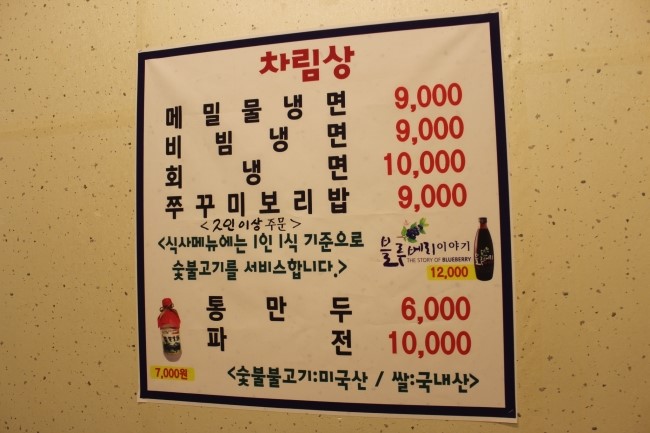 차림상
메밀물냉면 9,000
비빔냉면 9,000
회냉면 10,000
쭈꾸미보리밥 9,000
<2인이상 주문>
<식사메뉴에는 1인 1식 기준으로
숯불고기를 서비스합니다.>
블루베리이야기
THE STORY OF BLUEBERRY
12,000
통만두 6,000
파전 10,000
7,000원
<숯불불고기:미국산 / 쌀:국내산>